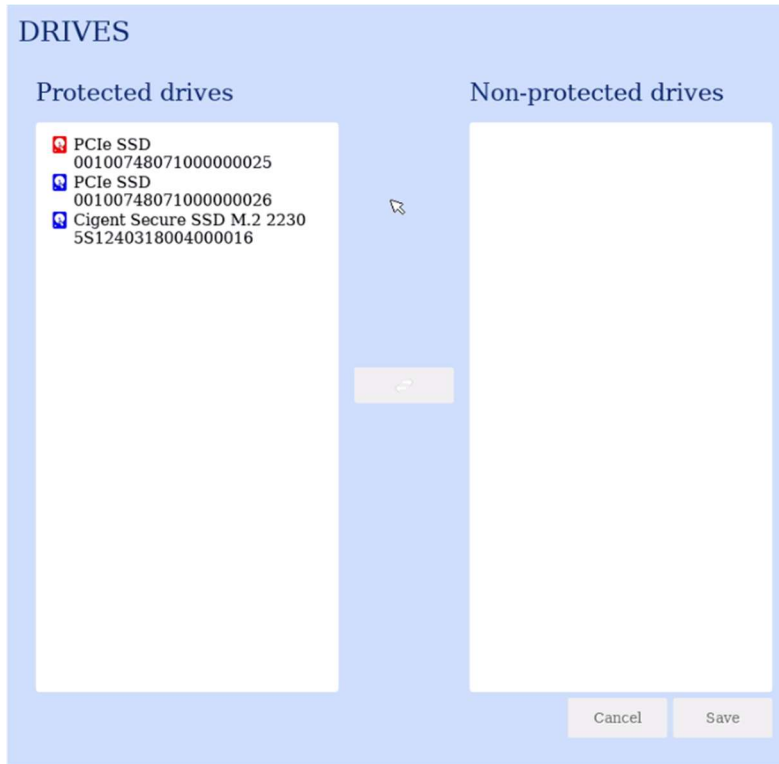 DRIVES
Protected drives
Non-protected drives
PCIe SSD
00100748071000000025
PCIe SSD
00100748071000000026
Cigent Secure SSD M.2 2230
5S1240318004000016
Cancel
Save